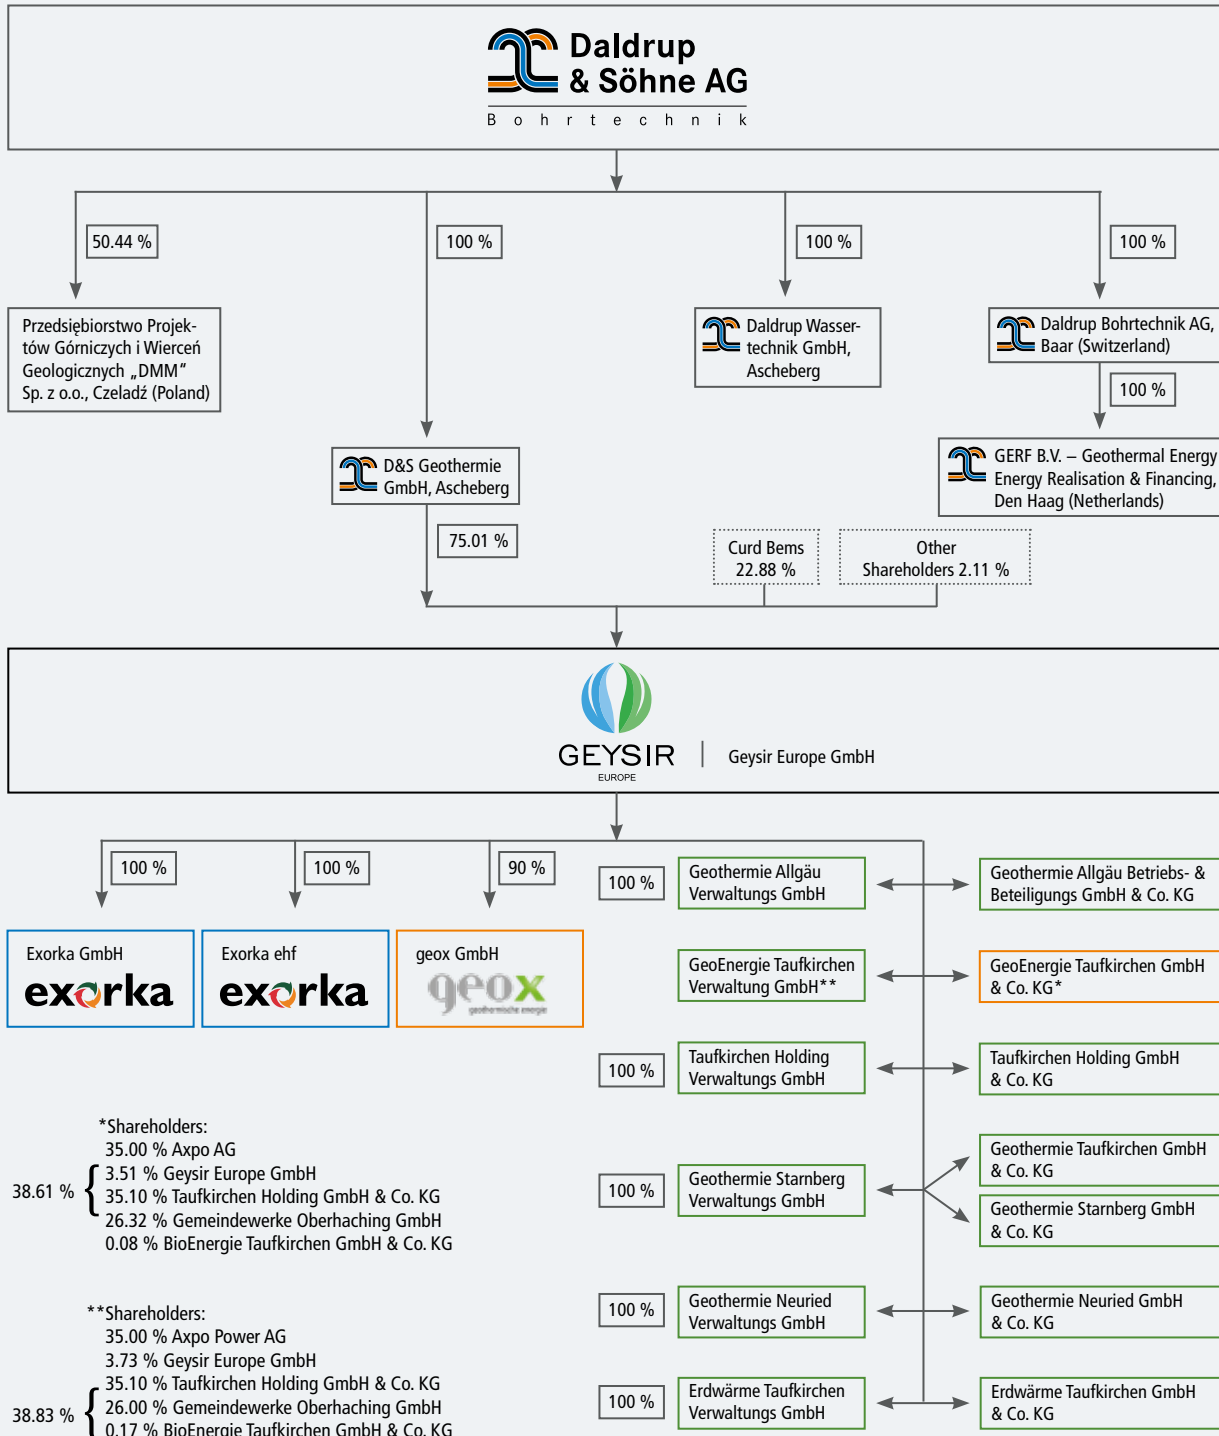 Daldrup
& Söhne AG
Bohrtechnik
50.44 %
100 %
100 %
100 %
Przedsiębiorstwo Projek-
tów Górniczych i Wierceń
Geologicznych „DMM“
Sp. z o.o., Czeladź (Poland)
Daldrup Wasser-
technik GmbH,
Ascheberg
Daldrup Bohrtechnik AG,
Baar (Switzerland)
100 %
D&S Geothermie
GmbH, Ascheberg
GERF B.V. – Geothermal Energy
Energy Realisation & Financing,
Den Haag (Netherlands)
75.01 %
Curd Bems
22.88 %
Other
Shareholders 2.11 %
GEYSIR
EUROPE
Geysir Europe GmbH
100 %
100 %
90 %
Exorka GmbH
exorka
Exorka ehf
exorka
geox GmbH
geox
geothermische energie
100 %
Geothermie Allgäu
Verwaltungs GmbH
Geothermie Allgäu Betriebs- &
Beteiligungs GmbH & Co. KG
GeoEnergie Taufkirchen
Verwaltung GmbH**
GeoEnergie Taufkirchen GmbH
& Co. KG*
100 %
Taufkirchen Holding
Verwaltungs GmbH
Taufkirchen Holding GmbH
& Co. KG
100 %
Geothermie Starnberg
Verwaltungs GmbH
Geothermie Taufkirchen GmbH
& Co. KG
Geothermie Starnberg GmbH
& Co. KG
100 %
Geothermie Neuried
Verwaltungs GmbH
Geothermie Neuried GmbH
& Co. KG
100 %
Erdwärme Taufkirchen
Verwaltungs GmbH
Erdwärme Taufkirchen GmbH
& Co. KG
*Shareholders:
35.00 % Axpo AG
3.51 % Geysir Europe GmbH
38.61 % { 35.10 % Taufkirchen Holding GmbH & Co. KG
26.32 % Gemeindewerke Oberhaching GmbH
0.08 % BioEnergie Taufkirchen GmbH & Co. KG
**Shareholders:
35.00 % Axpo Power AG
3.73 % Geysir Europe GmbH
35.10 % Taufkirchen Holding GmbH & Co. KG
38.83 % { 26.00 % Gemeindewerke Oberhaching GmbH
0.17 % BioEnergie Taufkirchen GmbH & Co. KG